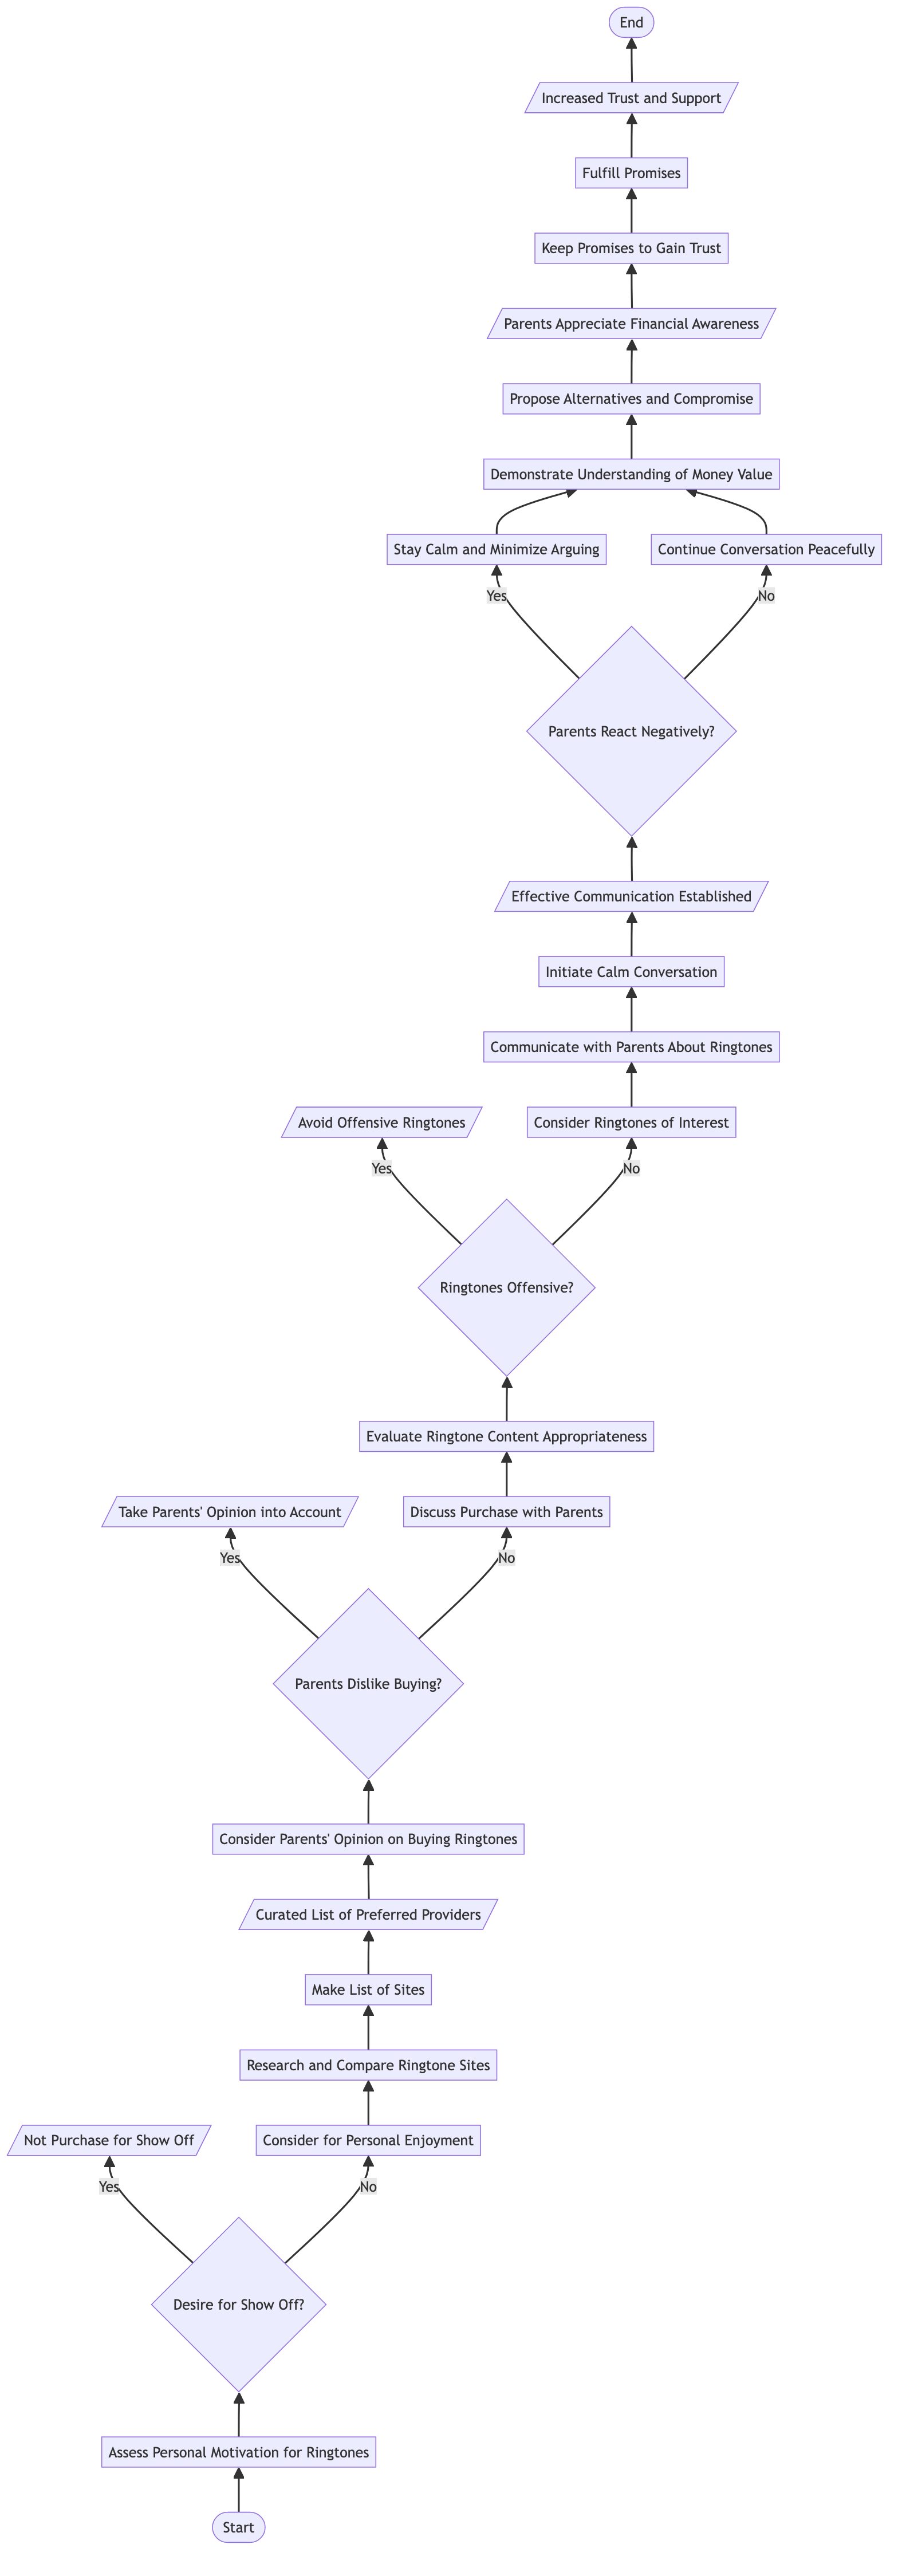 End
Increased Trust and Support
Fulfill Promises
Keep Promises to Gain Trust
Parents Appreciate Financial Awareness
Propose Alternatives and Compromise
Demonstrate Understanding of Money Value
Stay Calm and Minimize Arguing
Continue Conversation Peacefully
Yes
No
Parents React Negatively?
Effective Communication Established
Initiate Calm Conversation
Communicate with Parents About Ringtones
Avoid Offensive Ringtones
Consider Ringtones of Interest
Yes
No
Ringtones Offensive?
Evaluate Ringtone Content Appropriateness
Take Parents' Opinion into Account
Discuss Purchase with Parents
Yes
No
Parents Dislike Buying?
Consider Parents' Opinion on Buying Ringtones
Curated List of Preferred Providers
Make List of Sites
Research and Compare Ringtone Sites
Not Purchase for Show Off
Consider for Personal Enjoyment
Yes
No
Desire for Show Off?
Assess Personal Motivation for Ringtones
Start